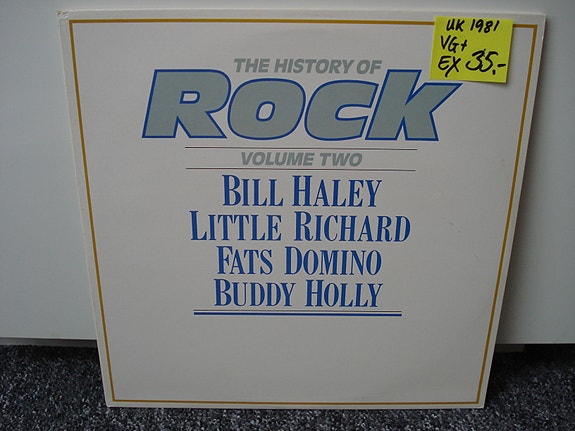 UK 1981
VG+
EX 35,-
THE HISTORY OF
ROCK
VOLUME TWO
BILL HALEY
LITTLE RICHARD
FATS DOMINO
BUDDY HOLLY